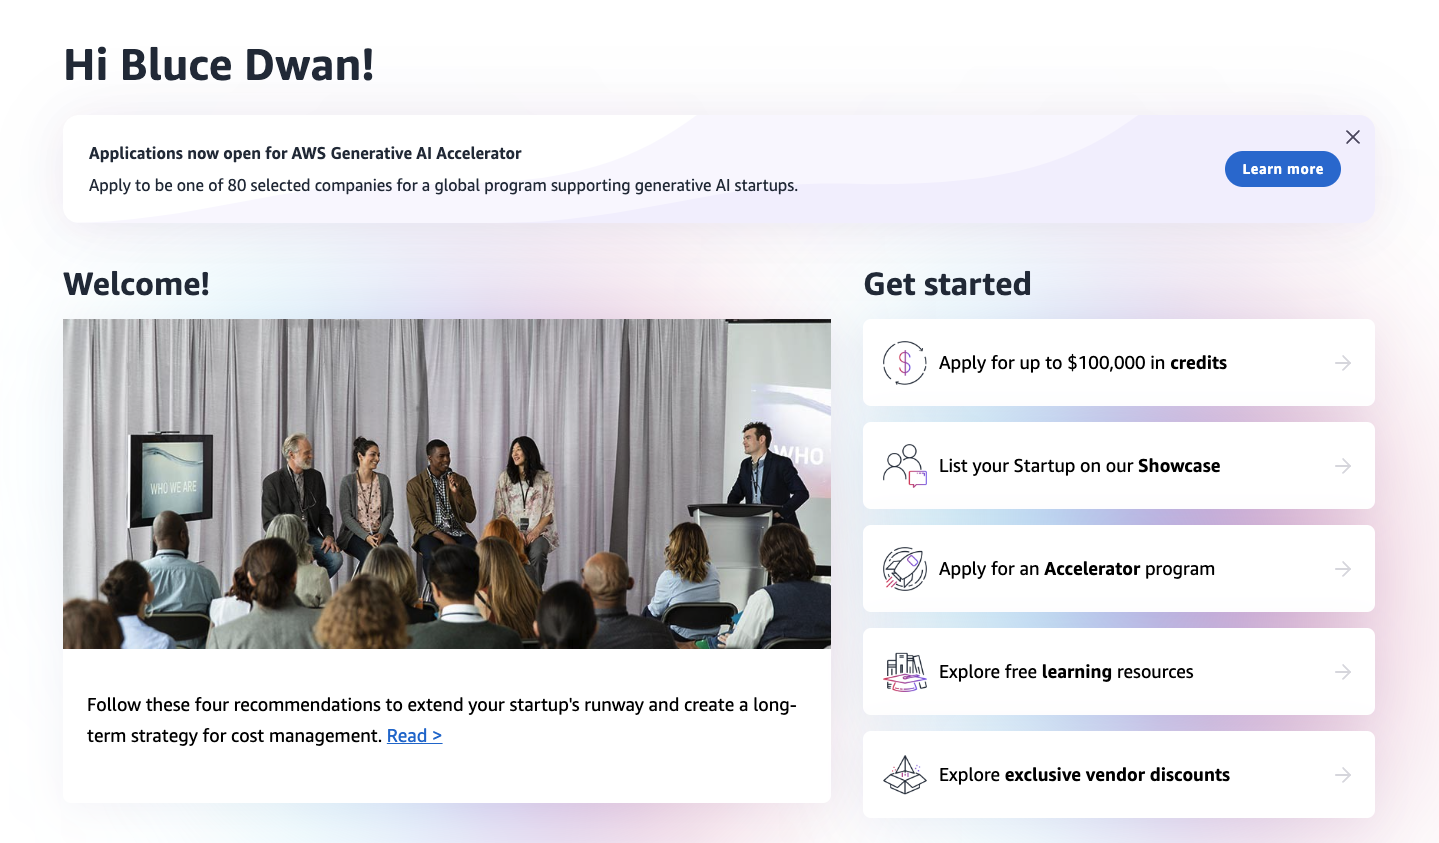 Hi Bluce Dwan!
Applications now open for AWS Generative AI Accelerator
Apply to be one of 80 selected companies for a global program supporting generative AI startups.
Learn more
Welcome!
WHO WE ARE
WHO
Follow these four recommendations to extend your startup's runway and create a long-
term strategy for cost management. Read >
Get started
Apply for up to $100,000 in credits
List your Startup on our Showcase
Apply for an Accelerator program
Explore free learning resources
Explore exclusive vendor discounts